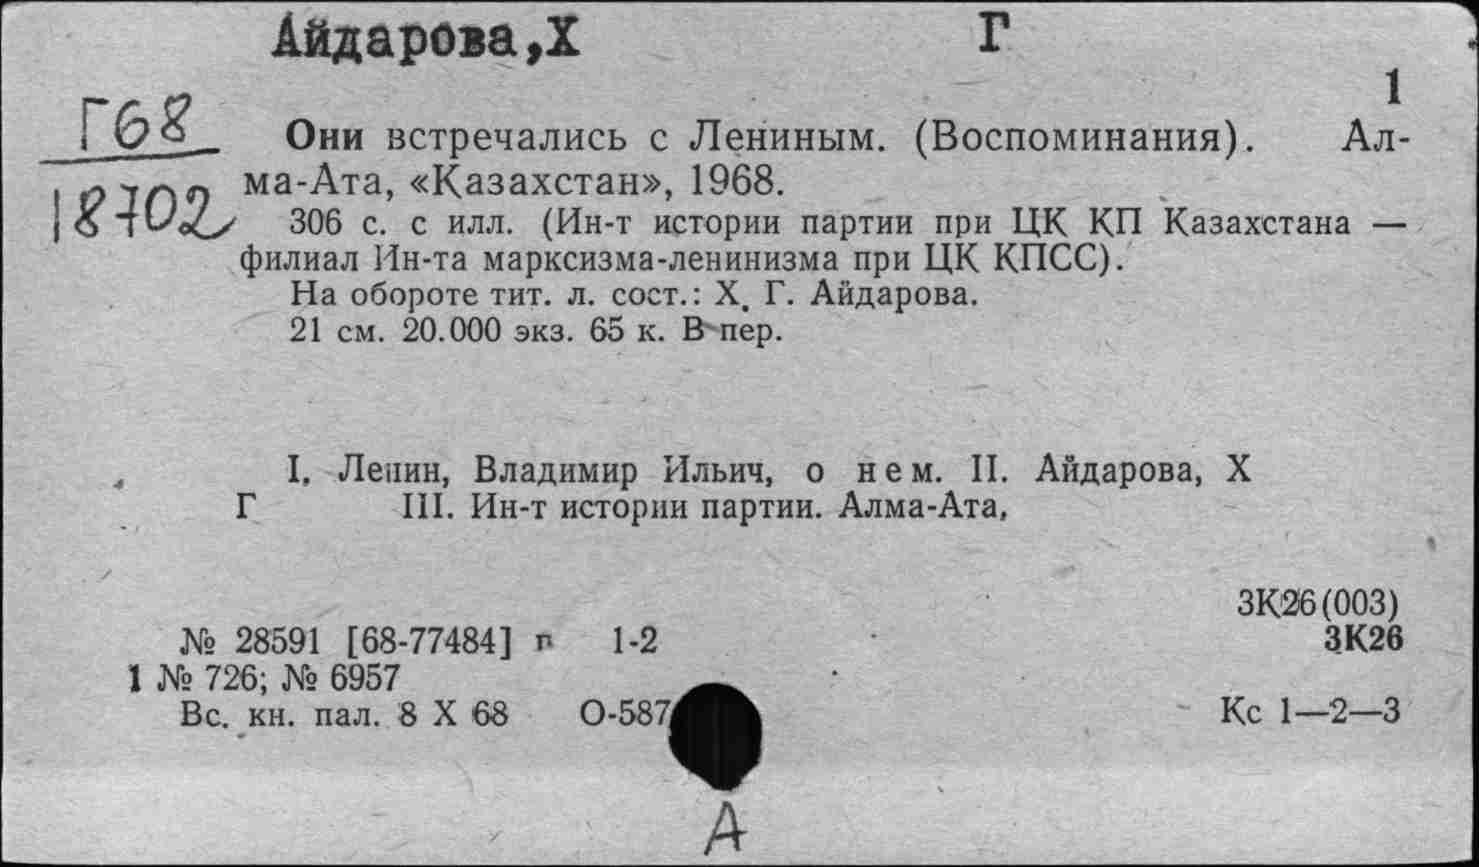 Айдарова,Х Г
1
Г68
18702
Они встречались с Лениным. (Воспоминания). Ал-
ма-Ата, «Казахстан», 1968.
306 с. с илл. (Ин-т истории партии при ЦК КП Казахстана —
филиал Ин-та марксизма-ленинизма при ЦК КПСС).
На обороте тит. л. сост.: Х. Г. Айдарова.
21 см. 20.000 экз. 65 к. В пер.
I. Ленин, Владимир Ильич, о нем. II. Айдарова, Х
Г III. Ин-т истории партии. Алма-Ата,
3К26(003)
№ 28591 [68-77484] п 1-2 3К26
1 № 726; № 6957
Вс. кн. пал. 8 X 68 О-587 Кс 1—2—3
А